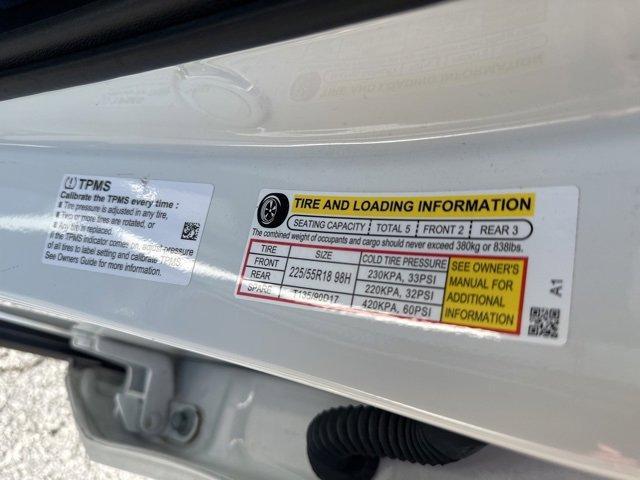 TPMS
Calibrate the TPMS every time :
Tire pressure is adjusted in any tire,
Two or more tires are rotated, or
Any tire is replaced.
If the TPMS indicator comes on, adjust pressure
of all tires to label setting and calibrate TPMS.
See Owners Guide for more information.
TIRE AND LOADING INFORMATION
SEATING CAPACITY TOTAL 5 FRONT 2 REAR 3
The combined weight of occupants and cargo should never exceed 380kg or 838lbs.
TIRE SIZE COLD TIRE PRESSURE
FRONT 225/55R18 98H 230KPA, 33PSI
REAR 220KPA, 32PSI
SPARE T135/90D17 420KPA, 60PSI
SEE OWNER'S
MANUAL FOR
ADDITIONAL
INFORMATION
A1